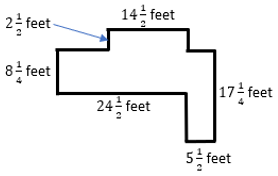 14 1/2 feet
2 1/2 feet
8 1/4 feet
17 1/4 feet
24 1/2 feet
5 1/2 feet